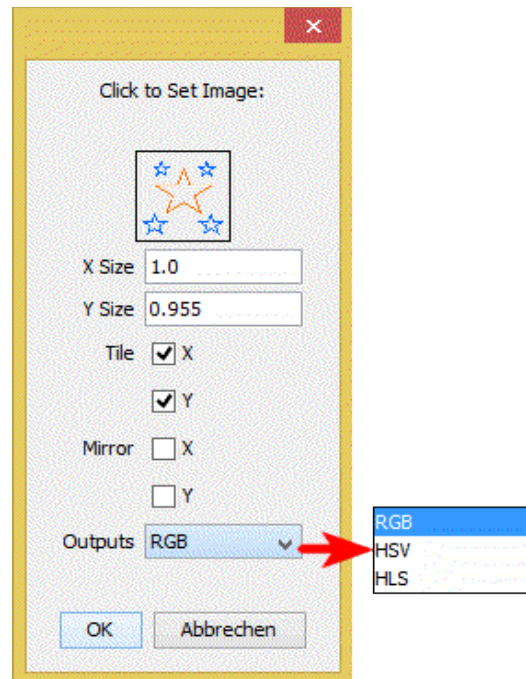 Click to Set Image:
X Size 1.0
Y Size 0.955
Tile X
Y
Mirror X
Y
Outputs RGB
RGB
HSV
HLS
OK Abbrechen